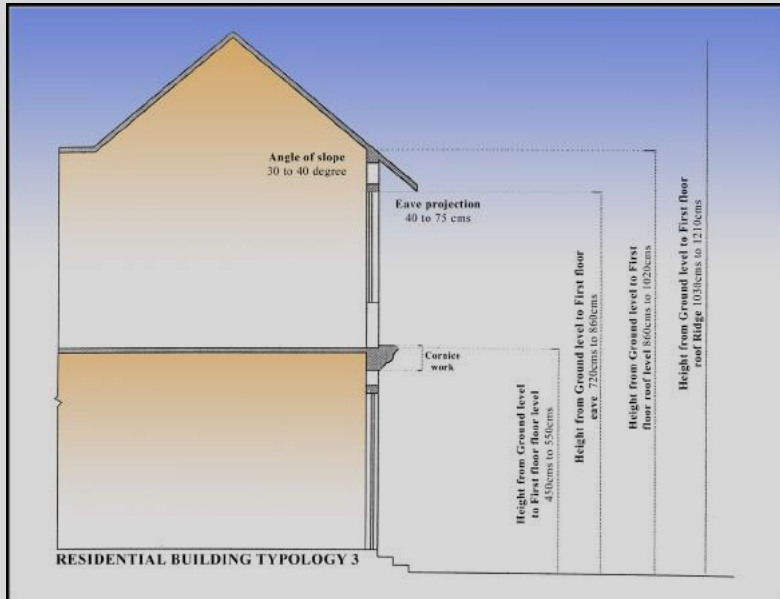 Angle of slope
30 to 40 degree
Eave projection
40 to 75 cms
Cornice
work
Height from Ground level
to First floor floor level
450cms to 550cms
Height from Ground level to First floor
eave 720cms to 860cms
Height from Ground level to First
floor roof level 860cms to 1020cms
Height from Ground level to First floor
roof Ridge 1030cms to 1210cms
RESIDENTIAL BUILDING TYPOLOGY 3